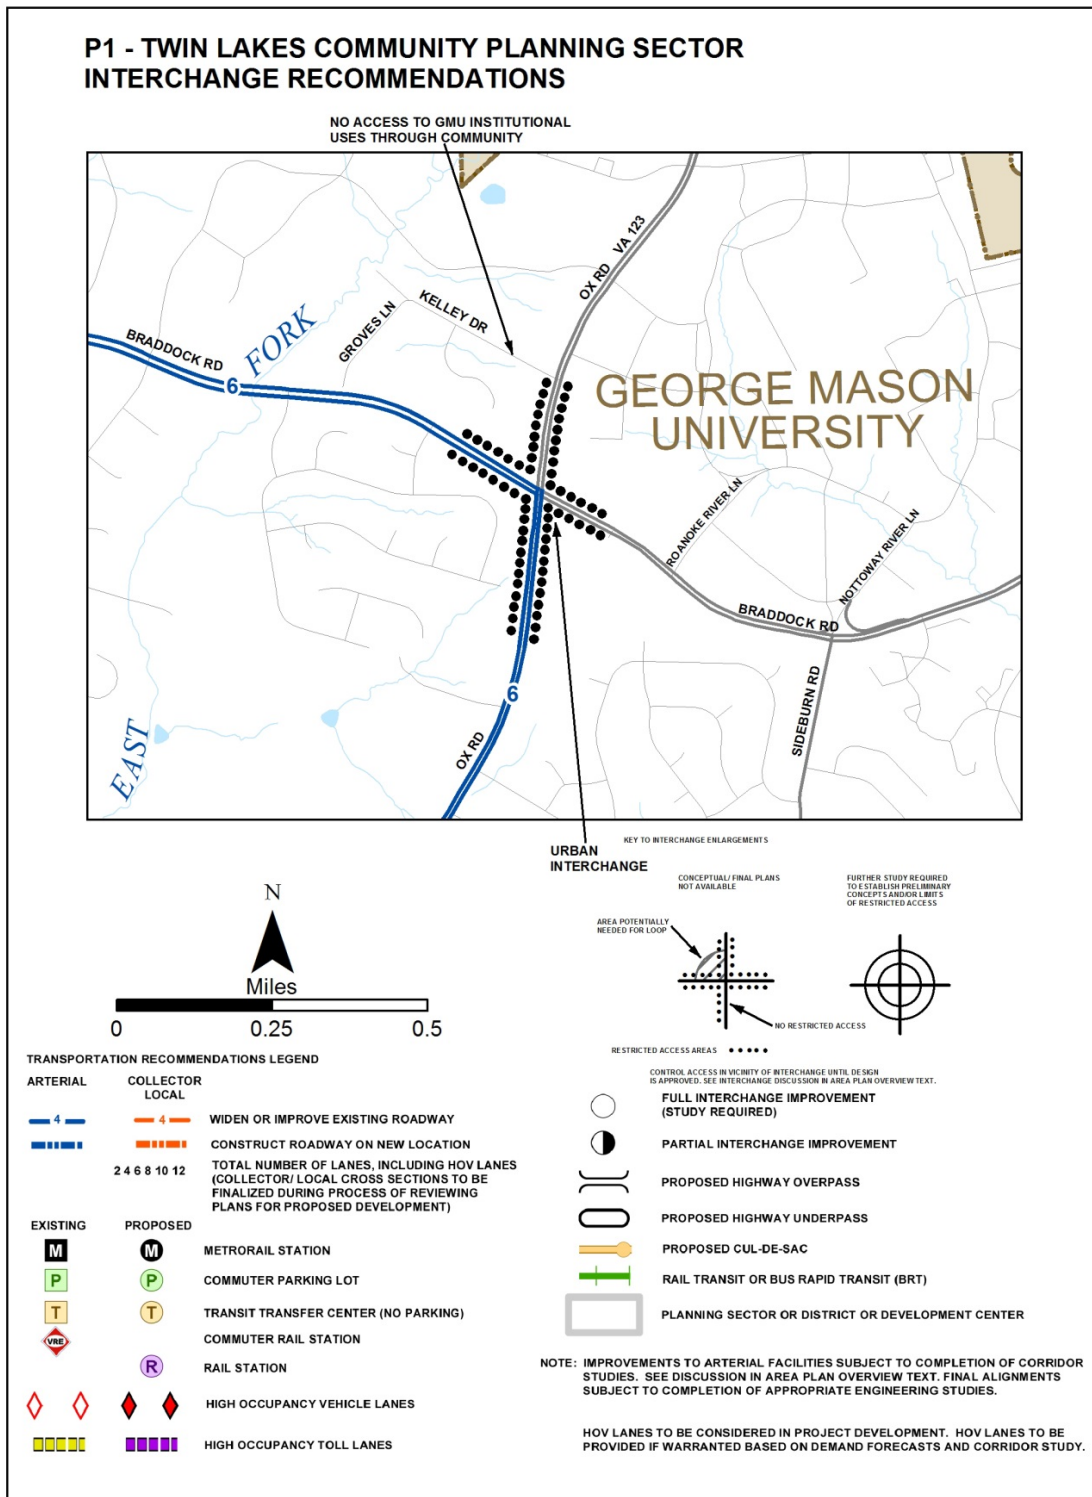 P1 - TWIN LAKES COMMUNITY PLANNING SECTOR
INTERCHANGE RECOMMENDATIONS
NO ACCESS TO GMU INSTITUTIONAL
USES THROUGH COMMUNITY
OX RD VA 123
KELLEY DR
GROVES LN
FORK
BRADDOCK RD
6
GEORGE MASON
UNIVERSITY
ROANOKE RIVER LN
NOTTOWAY RIVER LN
BRADDOCK RD
SIDEBURN RD
6
OX RD
EAST
URBAN
INTERCHANGE
KEY TO INTERCHANGE ENLARGEMENTS
CONCEPTUAL/ FINAL PLANS
NOT AVAILABLE
FURTHER STUDY REQUIRED
TO ESTABLISH PRELIMINARY
CONCEPTS AND/OR LIMITS
OF RESTRICTED ACCESS
AREA POTENTIALLY
NEEDED FOR LOOP
NO RESTRICTED ACCESS
RESTRICTED ACCESS AREAS
CONTROL ACCESS IN VICINITY OF INTERCHANGE UNTIL DESIGN
IS APPROVED. SEE INTERCHANGE DISCUSSION IN AREA PLAN OVERVIEW TEXT.
N
Miles
0 0.25 0.5
TRANSPORTATION RECOMMENDATIONS LEGEND
ARTERIAL COLLECTOR
LOCAL
4 4 WIDEN OR IMPROVE EXISTING ROADWAY
CONSTRUCT ROADWAY ON NEW LOCATION
2 4 6 8 10 12 TOTAL NUMBER OF LANES, INCLUDING HOV LANES
(COLLECTOR/ LOCAL CROSS SECTIONS TO BE
FINALIZED DURING PROCESS OF REVIEWING
PLANS FOR PROPOSED DEVELOPMENT)
EXISTING PROPOSED
M M METRORAIL STATION
P P COMMUTER PARKING LOT
T T TRANSIT TRANSFER CENTER (NO PARKING)
VRE COMMUTER RAIL STATION
R RAIL STATION
HIGH OCCUPANCY VEHICLE LANES
HIGH OCCUPANCY TOLL LANES
FULL INTERCHANGE IMPROVEMENT
(STUDY REQUIRED)
PARTIAL INTERCHANGE IMPROVEMENT
PROPOSED HIGHWAY OVERPASS
PROPOSED HIGHWAY UNDERPASS
PROPOSED CUL-DE-SAC
RAIL TRANSIT OR BUS RAPID TRANSIT (BRT)
PLANNING SECTOR OR DISTRICT OR DEVELOPMENT CENTER
NOTE: IMPROVEMENTS TO ARTERIAL FACILITIES SUBJECT TO COMPLETION OF CORRIDOR
STUDIES. SEE DISCUSSION IN AREA PLAN OVERVIEW TEXT. FINAL ALIGNMENTS
SUBJECT TO COMPLETION OF APPROPRIATE ENGINEERING STUDIES.
HOV LANES TO BE CONSIDERED IN PROJECT DEVELOPMENT. HOV LANES TO BE
PROVIDED IF WARRANTED BASED ON DEMAND FORECASTS AND CORRIDOR STUDY.